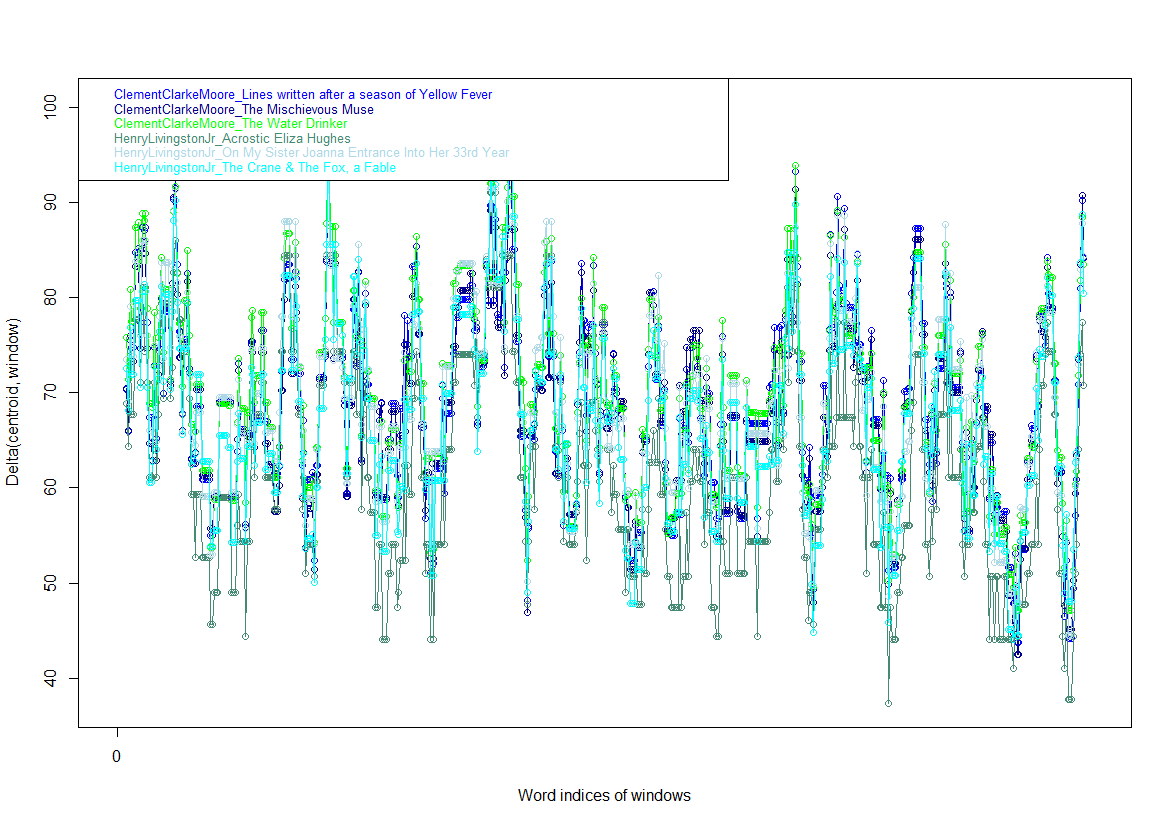 ClementClarkeMoore_Lines written after a season of Yellow Fever
ClementClarkeMoore_The Mischievous Muse
ClementClarkeMoore_The Water Drinker
HenryLivingstonJr_Acrostic Eliza Hughes
HenryLivingstonJr_On My Sister Joanna Entrance Into Her 33rd Year
HenryLivingstonJr_The Crane & The Fox, a Fable
100
90
80
70
60
50
40
Delta(centroid, window)
0
Word indices of windows